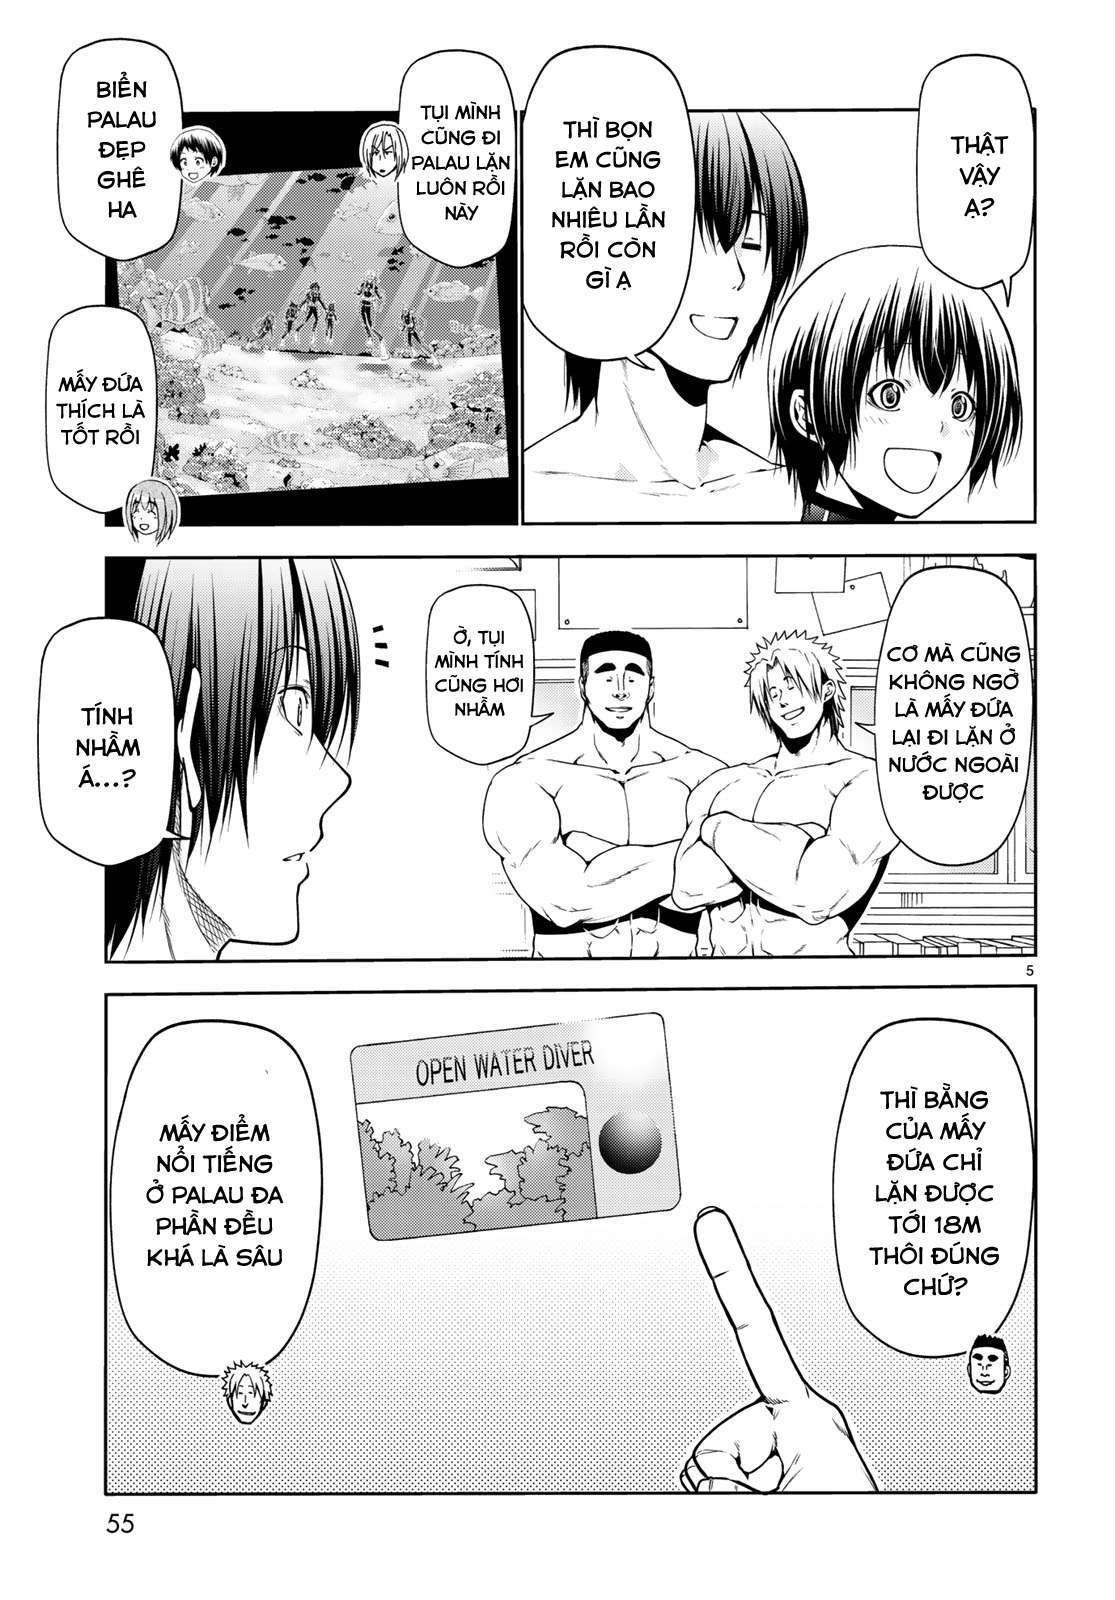 THẬT
VẬY
Ạ?
THÌ BỌN
EM CŨNG
LẶN BAO
NHIÊU LẦN
RỒI CÒN
GÌ Ạ
TỤI MÌNH
CŨNG ĐI
PALAU LẶN
LUÔN RỒI
NÀY
BIỂN
PALAU
ĐẸP
GHÊ
HA
MẤY ĐỨA
THÍCH LÀ
TỐT RỒI
CƠ MÀ CŨNG
KHÔNG NGỜ
LÀ MẤY ĐỨA
LẠI ĐI LẶN Ở
NƯỚC NGOÀI
ĐƯỢC
Ờ, TỤI
MÌNH TÍNH
CŨNG HƠI
NHẦM
TÍNH
NHẦM
Á...?
5
THÌ BẰNG
CỦA MẤY
ĐỨA CHỈ
LẶN ĐƯỢC
TỚI 18M
THÔI ĐÚNG
CHỨ?
OPEN WATER DIVER
MẤY ĐIỂM
NỔI TIẾNG
Ở PALAU ĐA
PHẦN ĐỀU
KHÁ LÀ SÂU
55